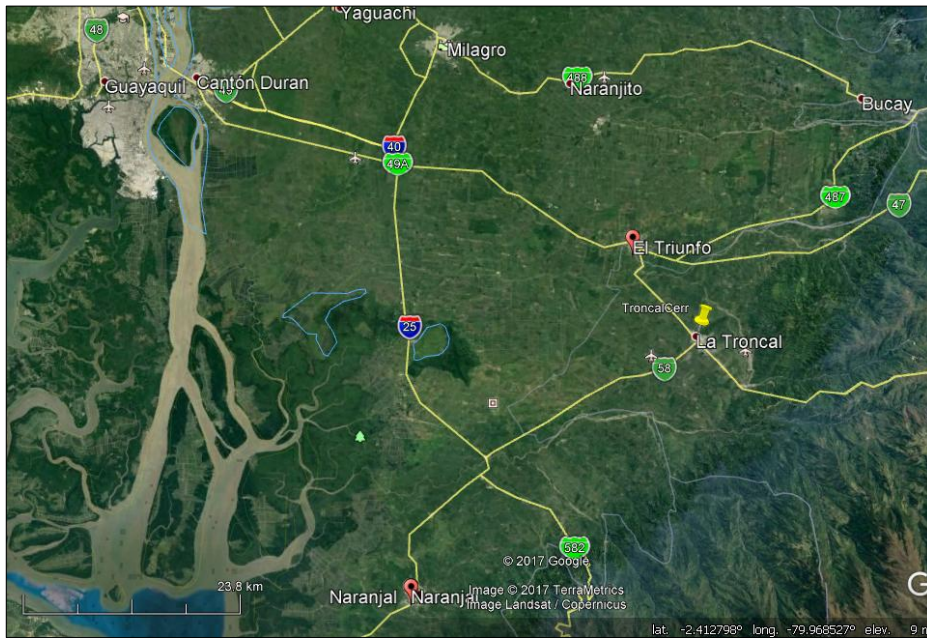 Yaguachi
48
Milagro
488
Guayaquil
Cantón Duran
49
Naranjito
Bucay
40
49A
487
47
El Triunfo
TroncalCerr
25
La Troncal
58
582
© 2017 Google
23.8 km
Naranjal Naranjal
Image © 2017 TerraMetrics
Image Landsat / Copernicus
G
lat. -2.412798° long. -79.968527° elev. 9 m